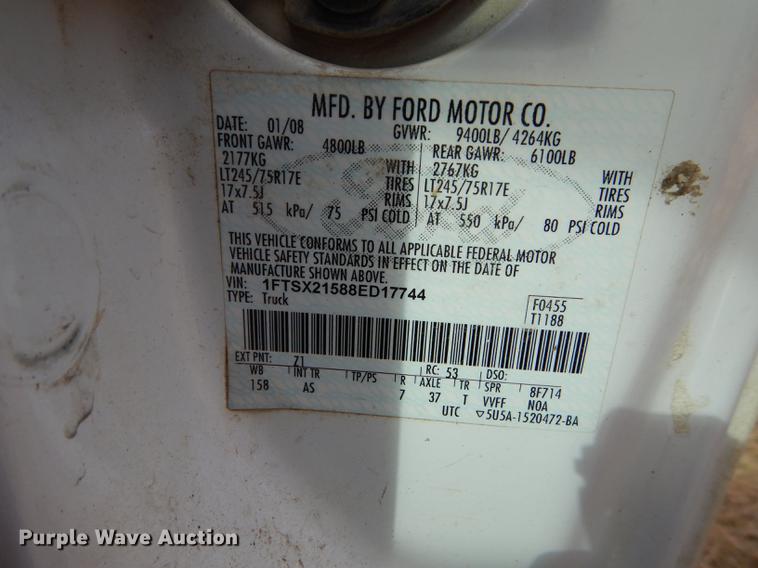 MFD. BY FORD MOTOR CO.
DATE: 01/08 GVWR: 9400LB/ 4264KG
FRONT GAWR: 4800LB REAR GAWR: 6100LB
2177KG WITH 2767KG WITH
LT245/75R17E TIRES LT245/75R17E TIRES
17x7.5J RIMS 17x7.5J RIMS
AT 515 kPa/ 75 PSI COLD AT 550 kPa/ 80 PSI COLD
THIS VEHICLE CONFORMS TO ALL APPLICABLE FEDERAL MOTOR
VEHICLE SAFETY STANDARDS IN EFFECT ON THE DATE OF
MANUFACTURE SHOWN ABOVE.
VIN: 1FTSX21588ED17744 F0455
TYPE: Truck T1188
EXT PNT: Z1 RC: 53 DSO:
WB INT TR TP/PS R AXLE TR SPR 8F714
158 AS 7 37 T VVFF NOA
UTC ▽5U5A-1520472-BA
Purple Wave Auction